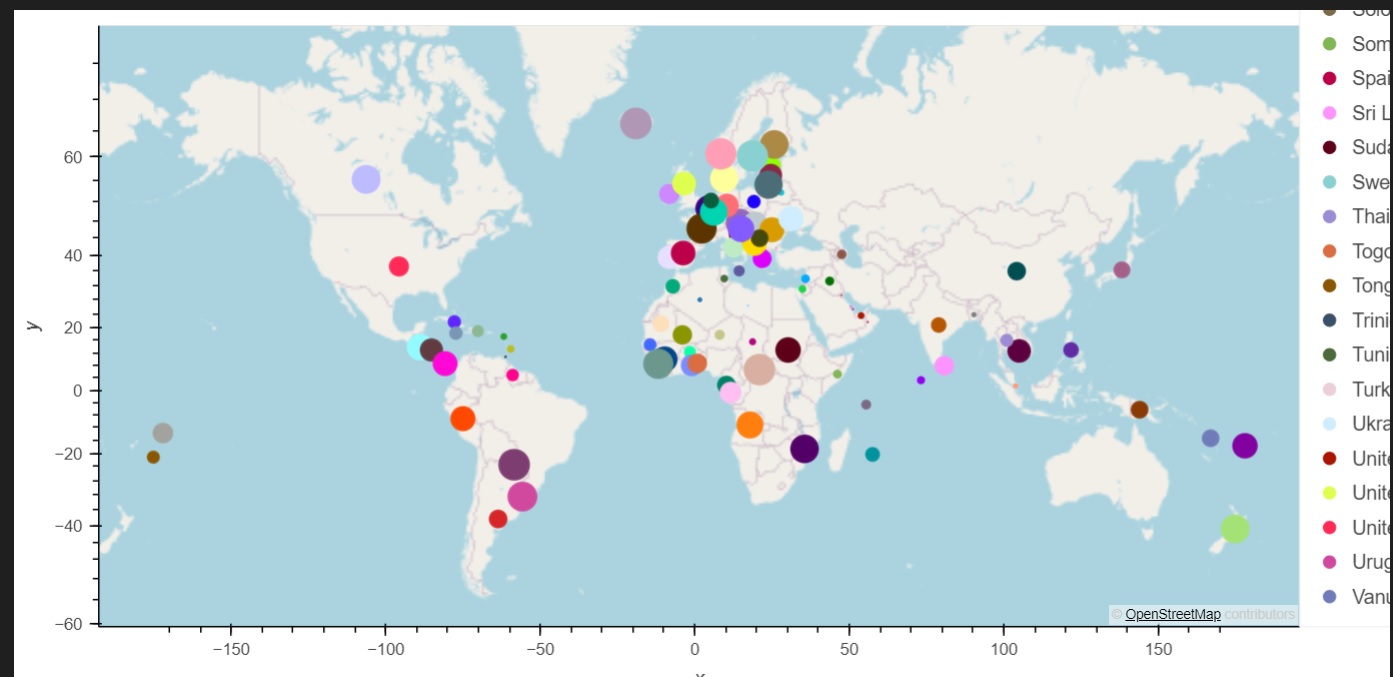 Som
Spai
Sri L
Suda
Swe
Thai
Togo
Tong
Trini
Tuni
Turk
Ukra
Unite
Unite
Unite
Urug
Vanu
60
40
20
0
−20
−40
−60
y
−150
−100
−50
0
50
100
150
© OpenStreetMap contributors